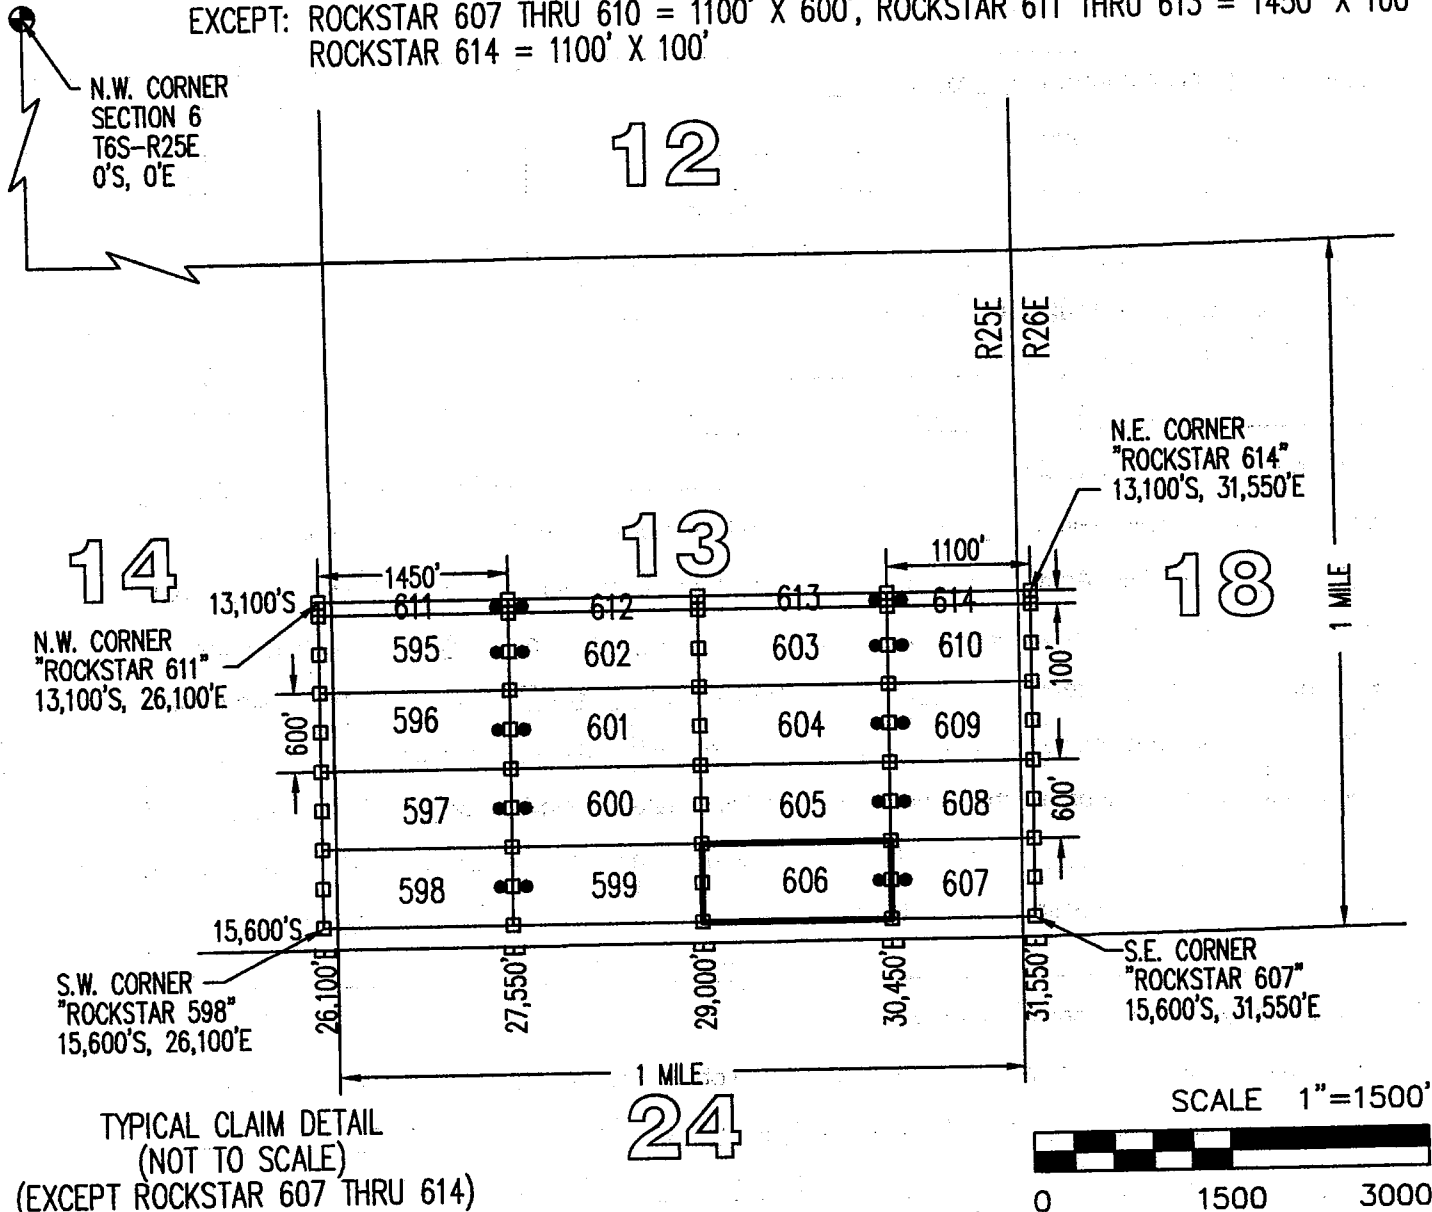 EXCEPT: ROCKSTAR 607 THRU 610 = 1100' X 600', ROCKSTAR 611 THRU 613 = 1450' X 100'
ROCKSTAR 614 = 1100' X 100'
N.W. CORNER
SECTION 6
T6S-R25E
0'S, 0'E
12
R25E
R26E
N.E. CORNER
"ROCKSTAR 614"
13,100'S, 31,550'E
14
13
18
1 MILE
1450'
1100'
13,100'S
611
612
613
614
N.W. CORNER
"ROCKSTAR 611"
13,100'S, 26,100'E
595
602
603
610
100'
600'
596
601
604
609
597
600
605
608
600'
598
599
606
607
15,600'S
S.W. CORNER
"ROCKSTAR 598"
15,600'S, 26,100'E
26,100'E
27,550'E
29,000'E
30,450'E
31,550'E
S.E. CORNER
"ROCKSTAR 607"
15,600'S, 31,550'E
1 MILE
24
TYPICAL CLAIM DETAIL
(NOT TO SCALE)
(EXCEPT ROCKSTAR 607 THRU 614)
SCALE 1"=1500'
0 1500 3000